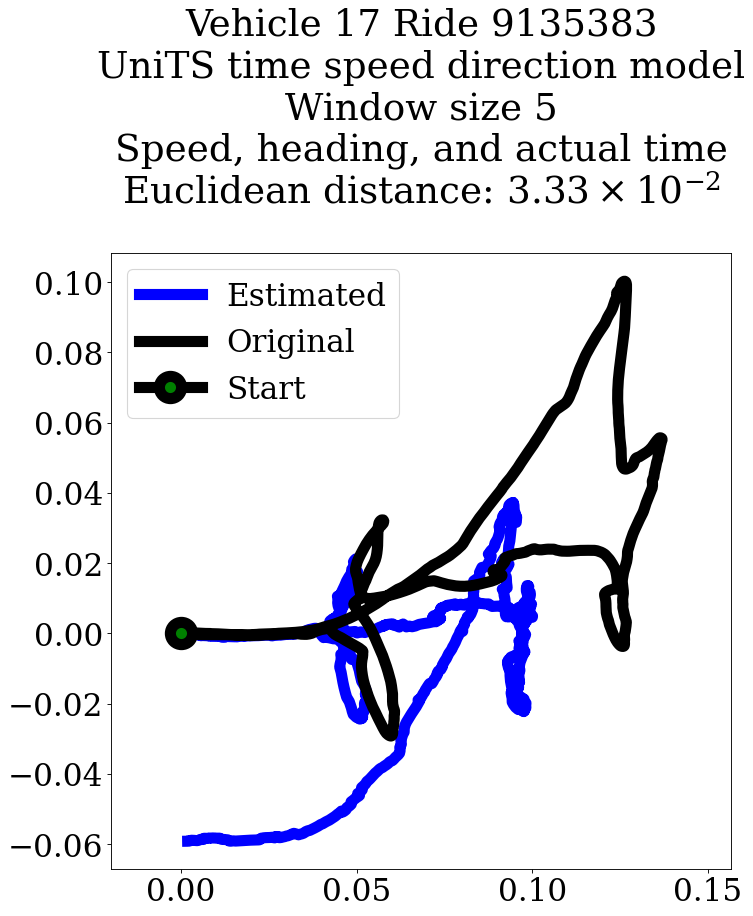 Vehicle 17 Ride 9135383
UniTS time speed direction model
Window size 5
Speed, heading, and actual time
Euclidean distance: 3.33 × 10⁻²
Estimated
Original
Start
0.10
0.08
0.06
0.04
0.02
0.00
−0.02
−0.04
−0.06
0.00 0.05 0.10 0.15